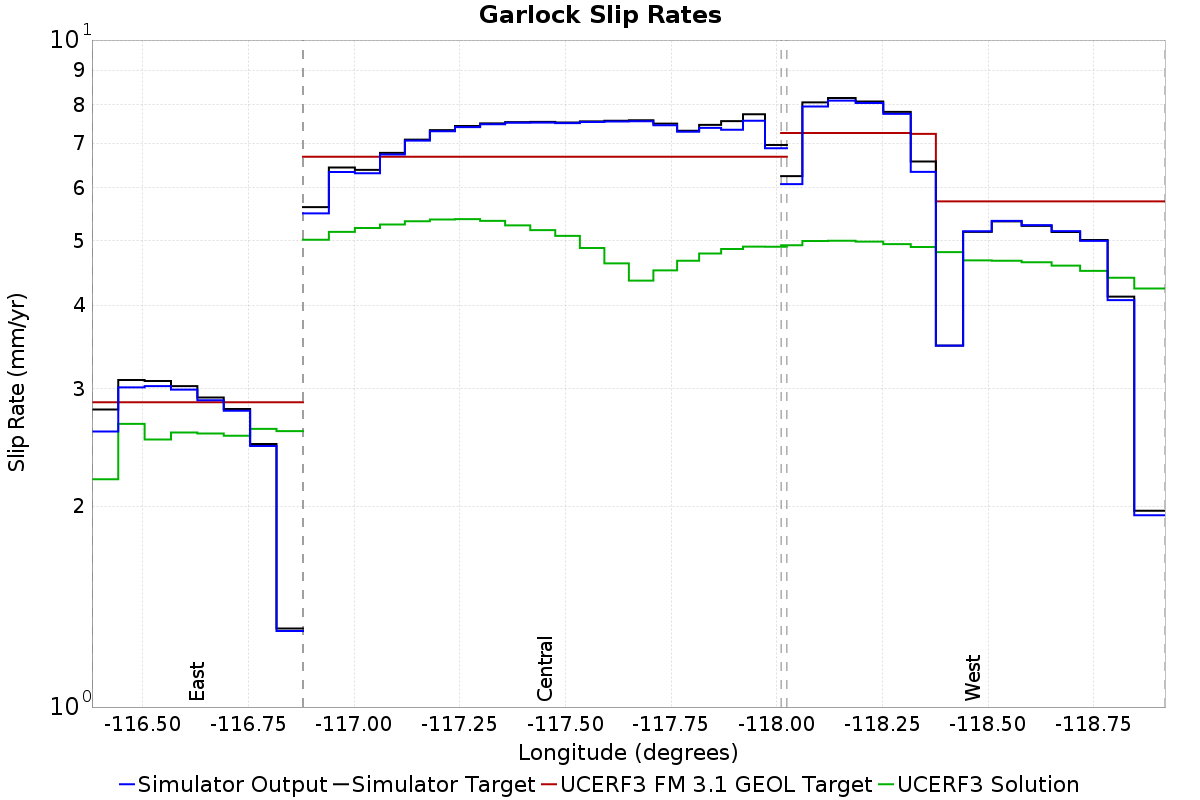 Garlock Slip Rates
10^1
9
8
7
6
5
4
3
2
10^0
Slip Rate (mm/yr)
East
Central
West
-116.50 -116.75 -117.00 -117.25 -117.50 -117.75 -118.00 -118.25 -118.50 -118.75
Longitude (degrees)
Simulator Output Simulator Target UCERF3 FM 3.1 GEOL Target UCERF3 Solution